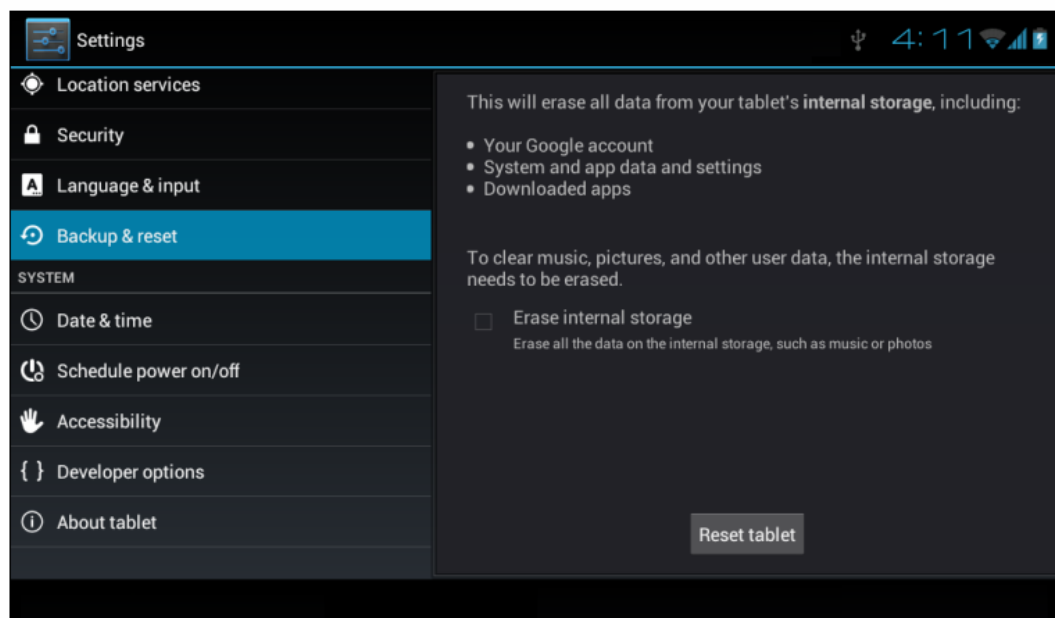 Settings
4:11
Location services
Security
Language & input
Backup & reset
SYSTEM
Date & time
Schedule power on/off
Accessibility
{ } Developer options
About tablet
This will erase all data from your tablet's internal storage, including:
• Your Google account
• System and app data and settings
• Downloaded apps
To clear music, pictures, and other user data, the internal storage
needs to be erased.
Erase internal storage
Erase all the data on the internal storage, such as music or photos
Reset tablet